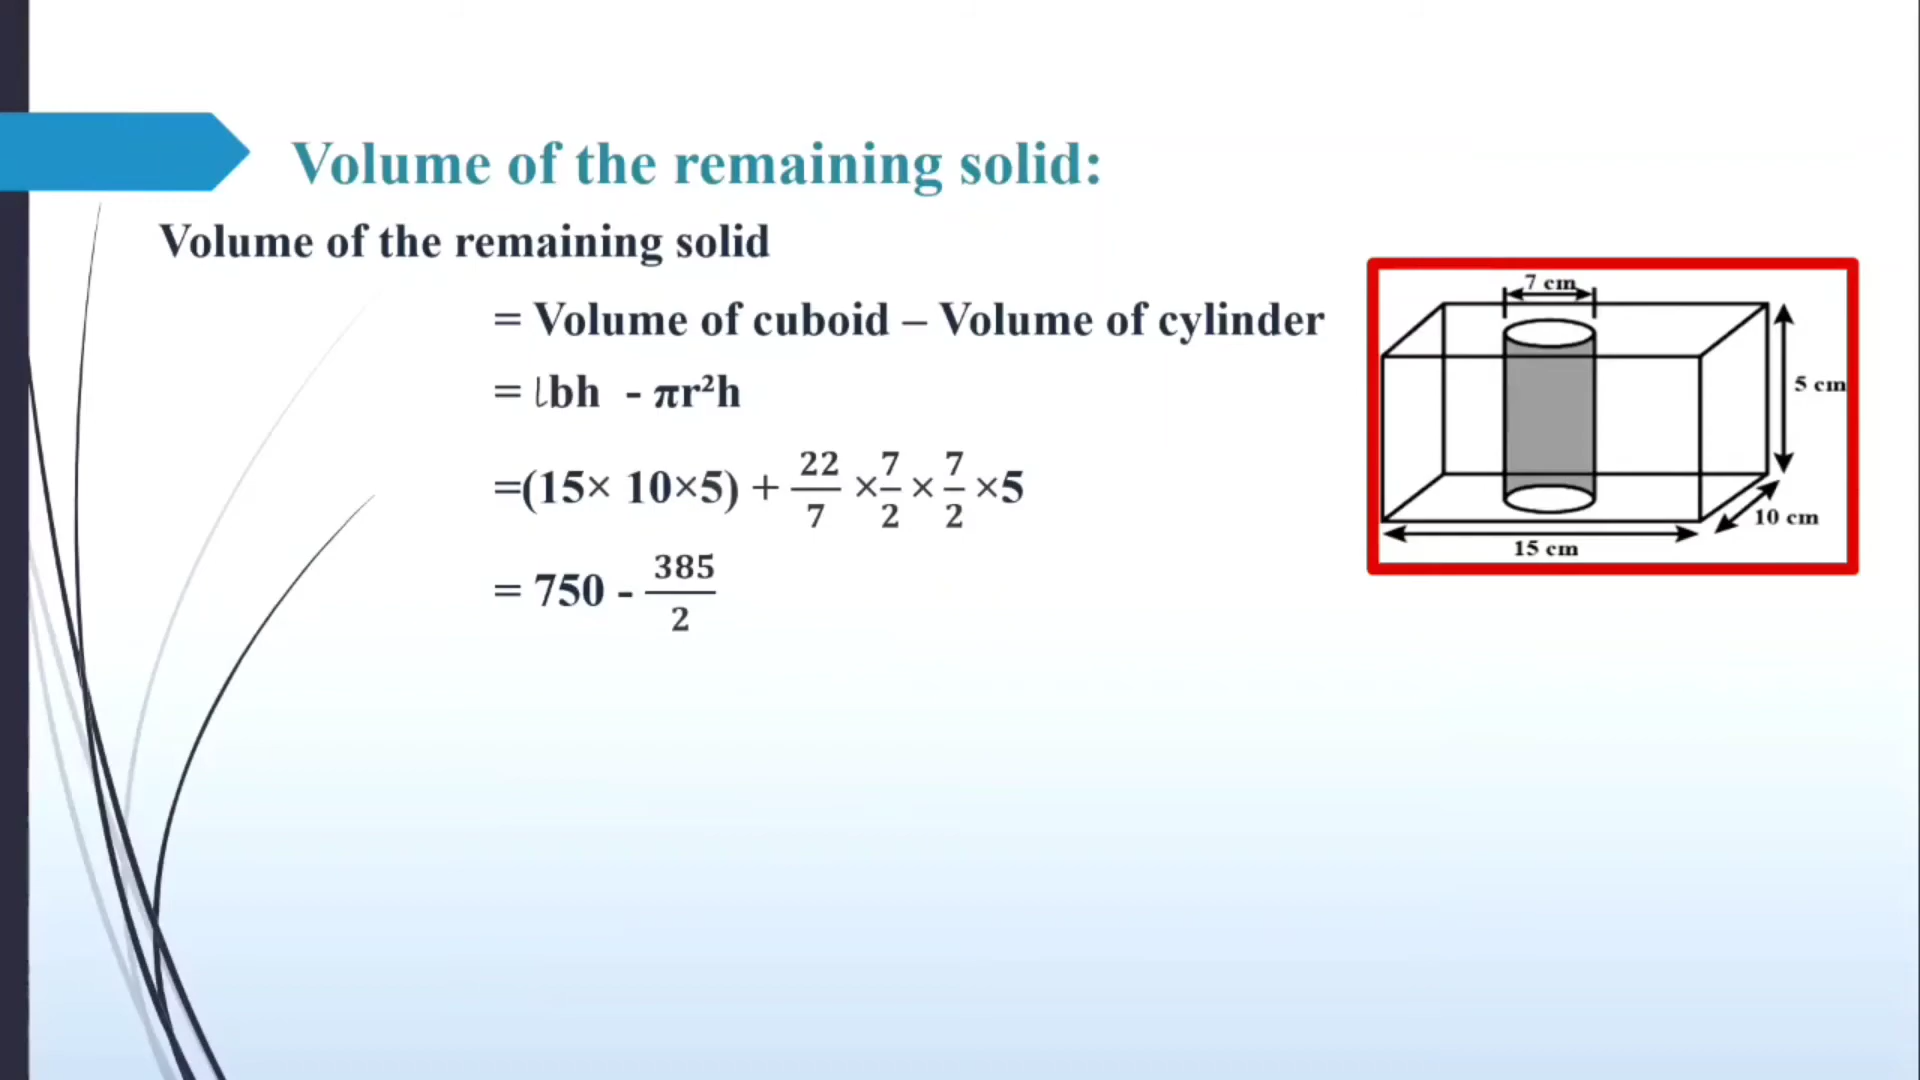 Volume of the remaining solid:
Volume of the remaining solid
= Volume of cuboid – Volume of cylinder
= lbh - πr²h
=(15× 10×5) + 22/7 ×7/2 × 7/2 ×5
= 750 - 385/2
7 cm
5 cm
10 cm
15 cm